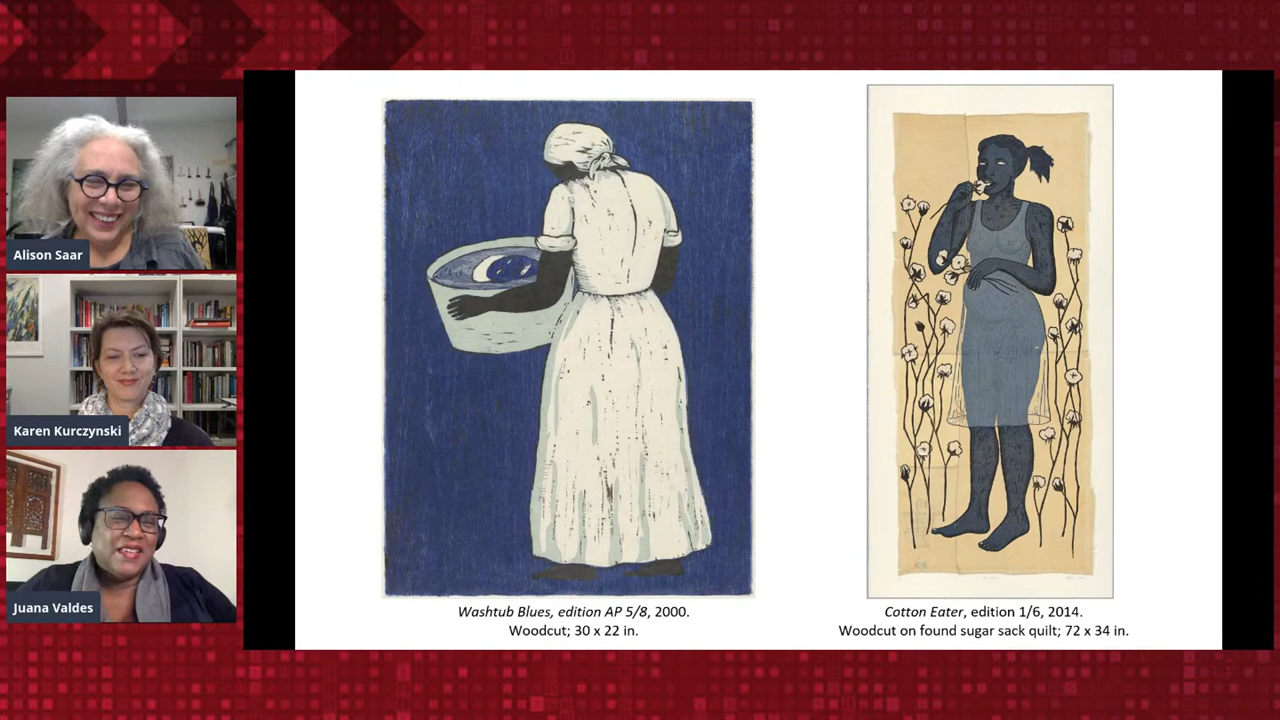 Alison Saar
Karen Kurczynski
Juana Valdes
Washtub Blues, edition AP 5/8, 2000.
Woodcut; 30 x 22 in.
Cotton Eater, edition 1/6, 2014.
Woodcut on found sugar sack quilt; 72 x 34 in.